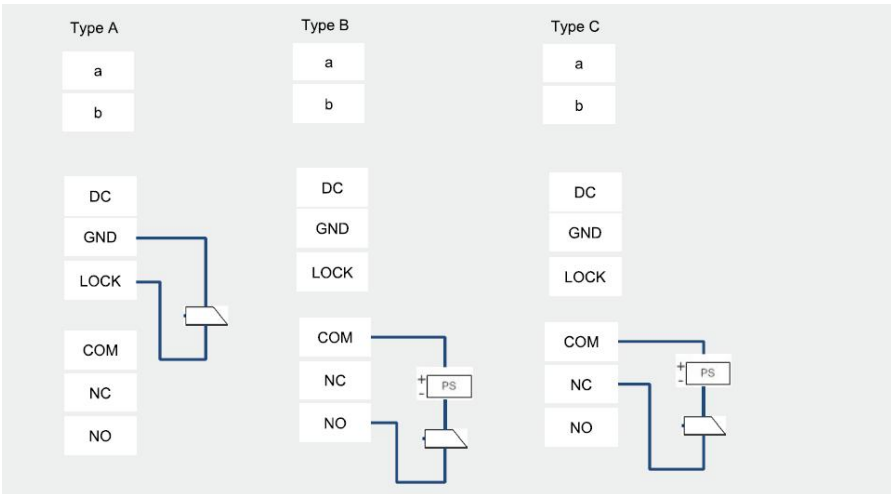 Type A
a
b
DC
GND
LOCK
COM
NC
NO
Type B
a
b
DC
GND
LOCK
COM
NC
NO
+
-
PS
Type C
a
b
DC
GND
LOCK
COM
NC
NO
+
-
PS